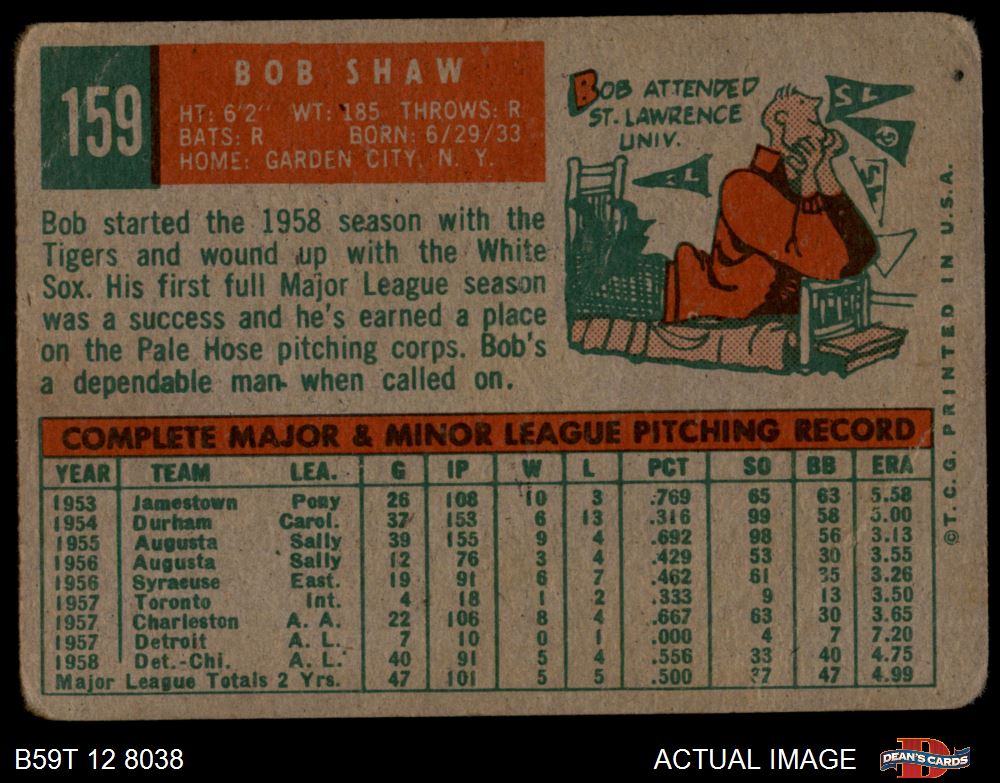 159
BOB SHAW
HT: 6'2" WT: 185 THROWS: R
BATS: R BORN: 6/29/33
HOME: GARDEN CITY, N. Y.
BOB ATTENDED
ST. LAWRENCE
UNIV.
SL
SL
SL
Bob started the 1958 season with the
Tigers and wound up with the White
Sox. His first full Major League season
was a success and he's earned a place
on the Pale Hose pitching corps. Bob's
a dependable man when called on.
COMPLETE MAJOR & MINOR LEAGUE PITCHING RECORD
YEAR TEAM LEA. G IP W L PCT SO BB ERA
1953 Jamestown Pony 26 108 10 3 .769 65 63 5.58
1954 Durham Carol. 37 153 6 13 .316 99 58 5.00
1955 Augusta Sally 39 155 9 4 .692 98 56 3.13
1956 Augusta Sally 12 76 3 4 .429 53 30 3.55
1956 Syracuse East. 19 91 6 7 .462 61 35 3.26
1957 Toronto Int. 4 18 1 2 .333 9 13 3.50
1957 Charleston A. A. 22 106 8 4 .667 63 30 3.65
1957 Detroit A. L. 7 10 0 1 .000 4 7 7.20
1958 Det.-Chi. A. L. 40 91 5 4 .556 33 40 4.75
Major League Totals 2 Yrs. 47 101 5 5 .500 37 47 4.99
©T. C. G. PRINTED IN U. S. A.
B59T 12 8038
ACTUAL IMAGE
DEAN'S CARDS